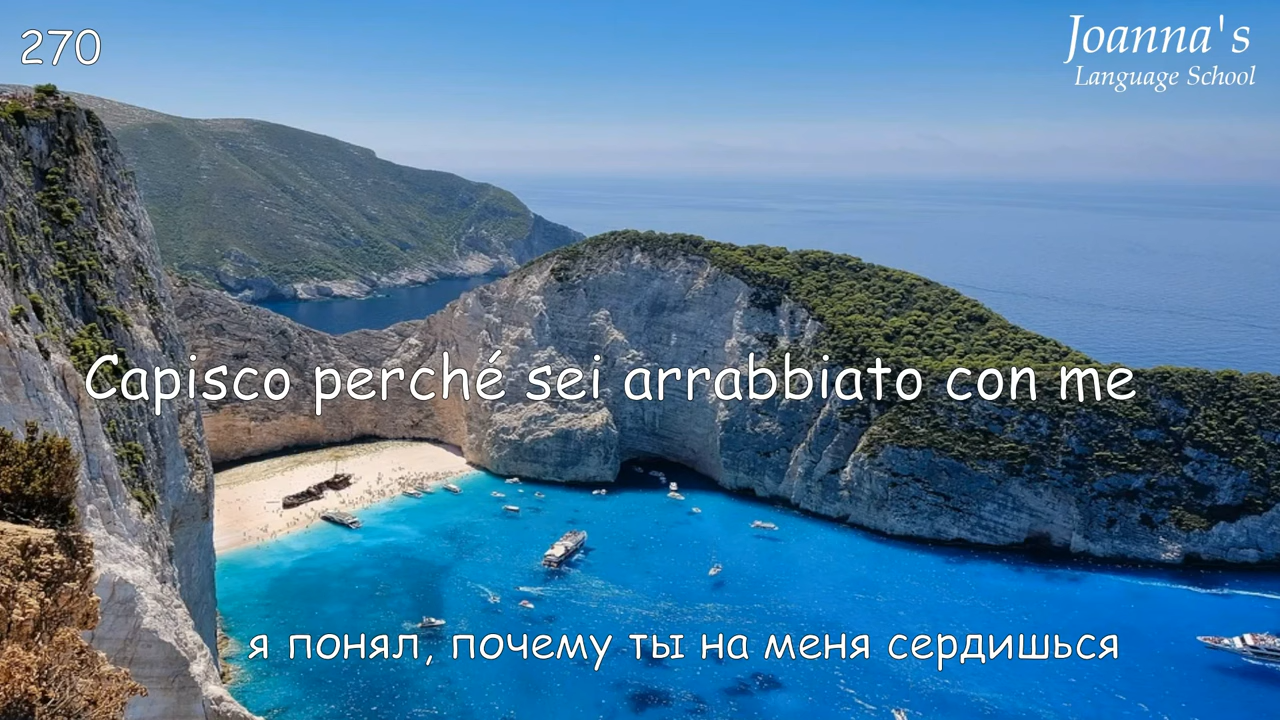 270
Joanna's
Language School
Capisco perché sei arrabbiato con me
я понял, почему ты на меня сердишься